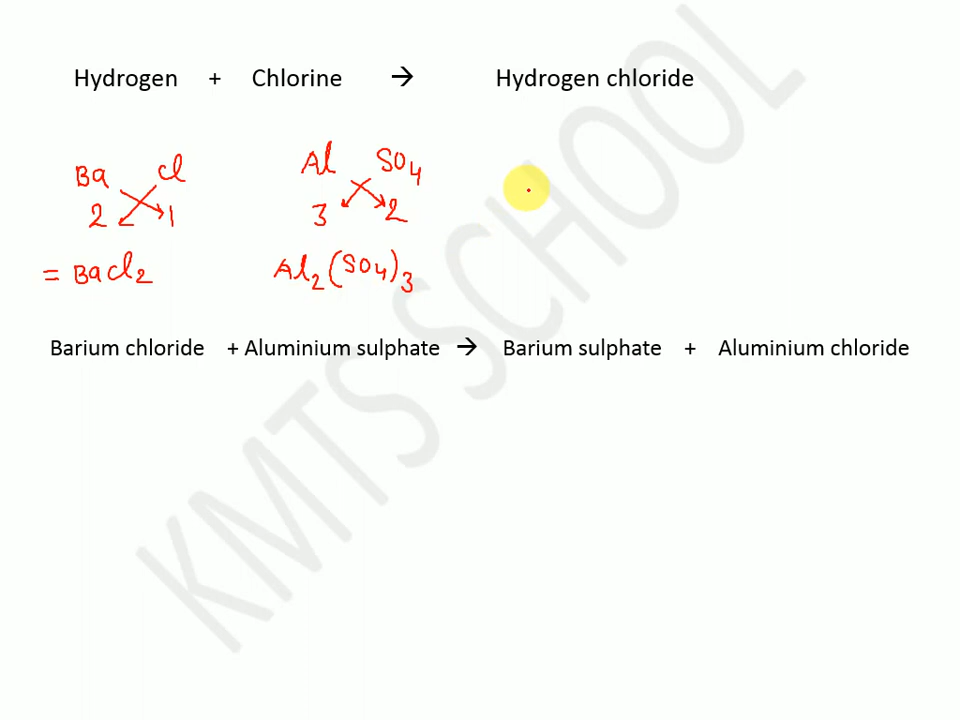 Hydrogen + Chlorine → Hydrogen chloride
Ba Cl Al SO4
2 1 3 2
= BaCl2 Al2(SO4)3
Barium chloride + Aluminium sulphate → Barium sulphate + Aluminium chloride
KMTS SCHOOL